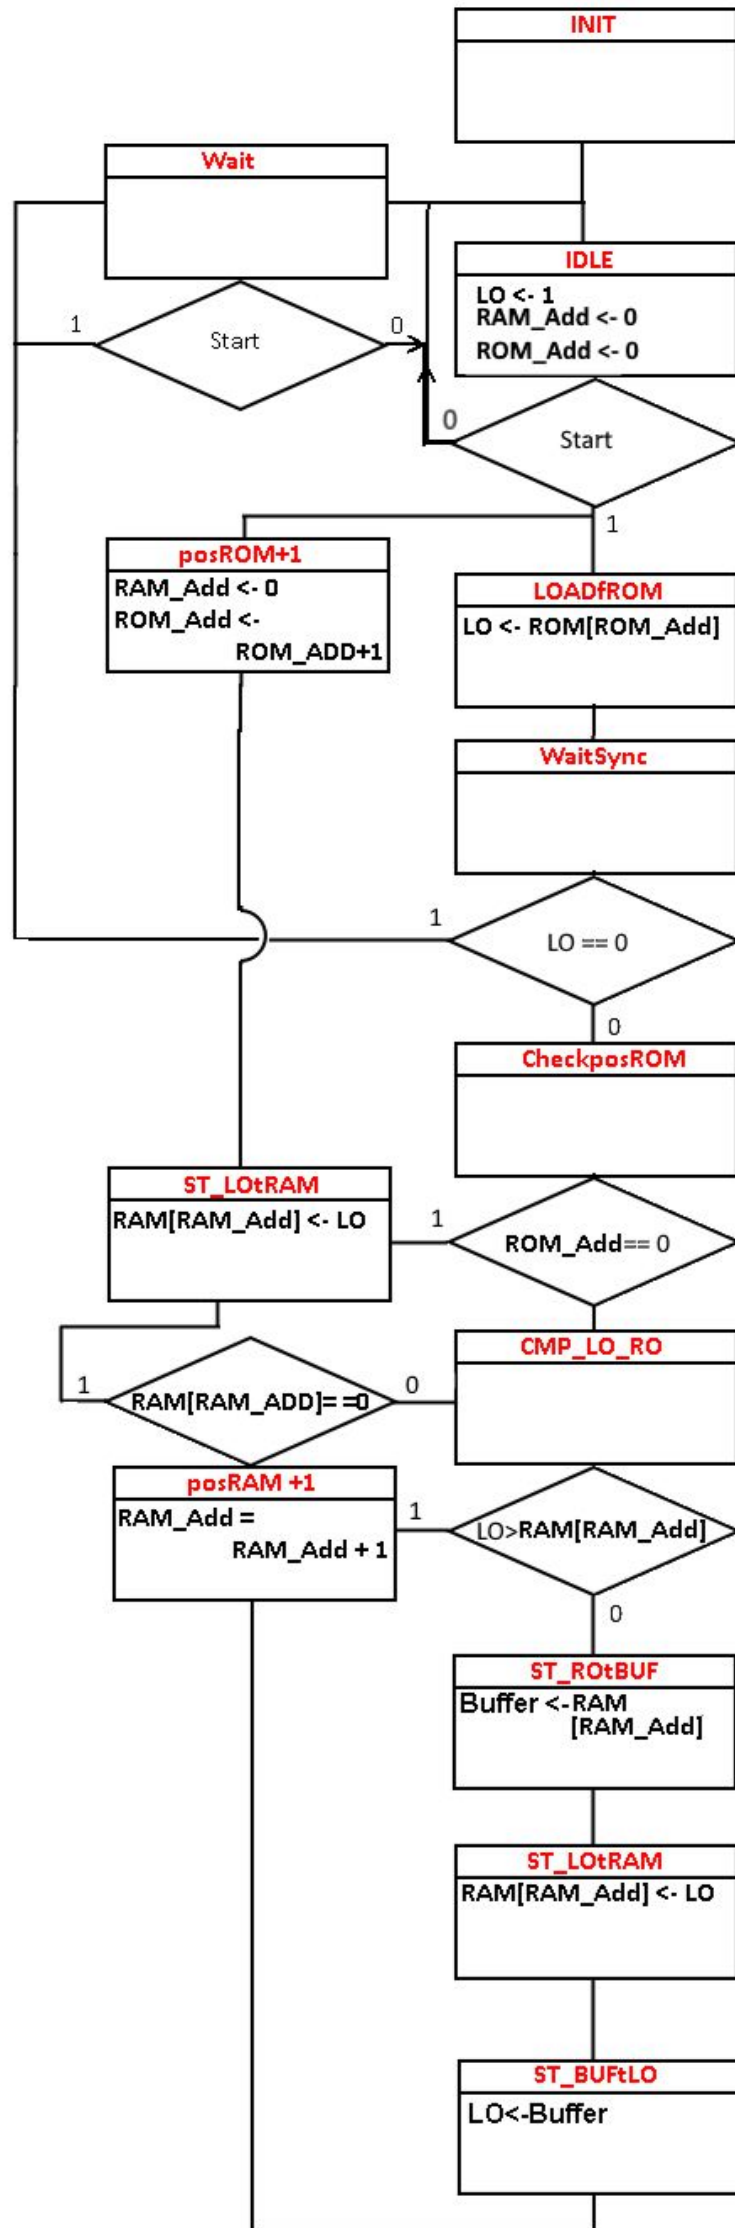 INIT
Wait
IDLE
LO <- 1
RAM_Add <- 0
ROM_Add <- 0
1
Start
0
0
Start
1
posROM+1
RAM_Add <- 0
ROM_Add <-
ROM_ADD+1
LOADfROM
LO <- ROM[ROM_Add]
WaitSync
1
LO == 0
0
CheckposROM
ST_LOtRAM
RAM[RAM_Add] <- LO
1
ROM_Add== 0
CMP_LO_RO
1
RAM[RAM_ADD]= =0
0
posRAM +1
RAM_Add =
RAM_Add + 1
1
LO>RAM[RAM_Add]
0
ST_ROtBUF
Buffer <-RAM
[RAM_Add]
ST_LOtRAM
RAM[RAM_Add] <- LO
ST_BUFtLO
LO<-Buffer